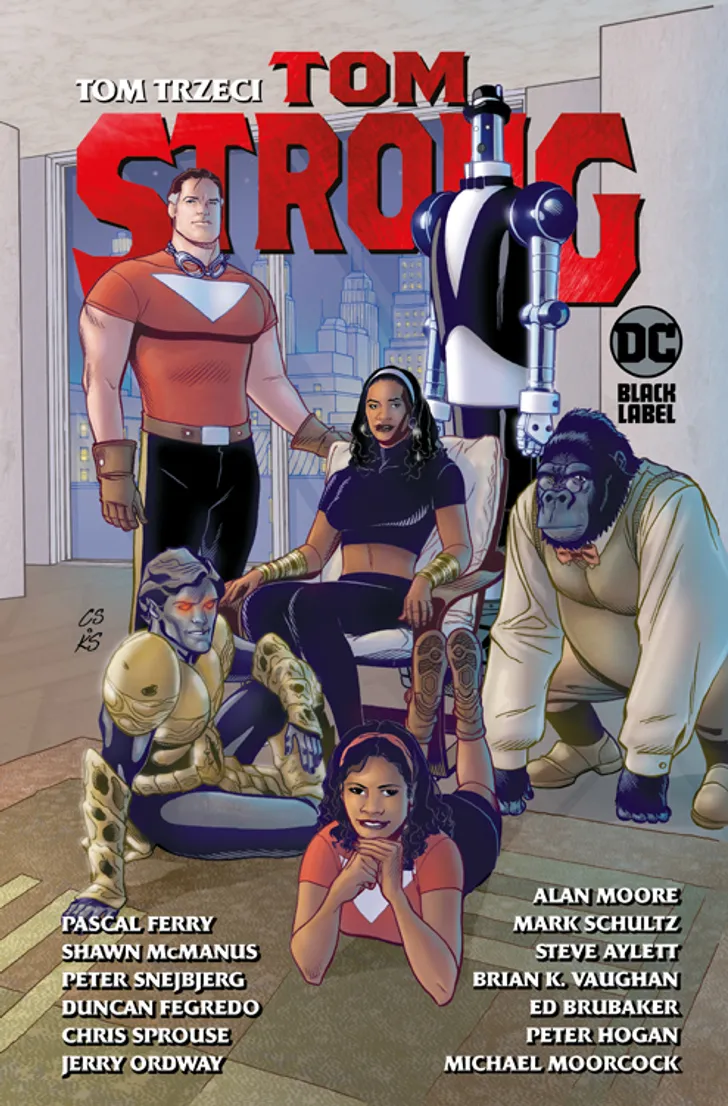 TOM TRZECI
TOM
STRONG
DC
BLACK
LABEL
CS
KS
PASCAL FERRY
SHAWN McMANUS
PETER SNEJBJERG
DUNCAN FEGREDO
CHRIS SPROUSE
JERRY ORDWAY
ALAN MOORE
MARK SCHULTZ
STEVE AYLETT
BRIAN K. VAUGHAN
ED BRUBAKER
PETER HOGAN
MICHAEL MOORCOCK